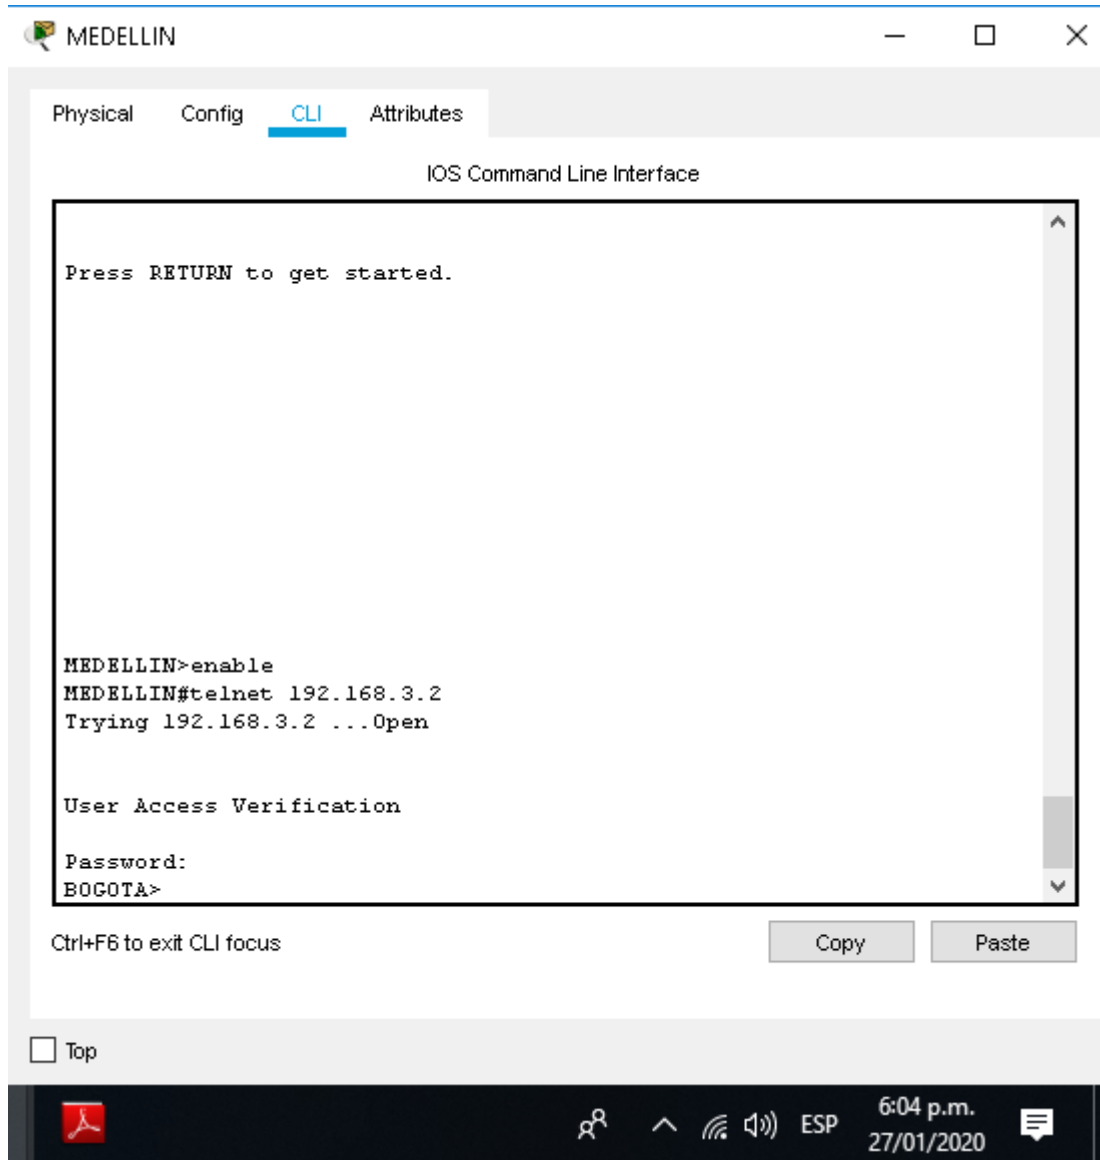 MEDELLIN
Physical Config CLI Attributes
IOS Command Line Interface
Press RETURN to get started.
MEDELLIN>enable
MEDELLIN#telnet 192.168.3.2
Trying 192.168.3.2 ...Open
User Access Verification
Password:
BOGOTA>
Ctrl+F6 to exit CLI focus
Copy Paste
Top
ESP
6:04 p.m.
27/01/2020